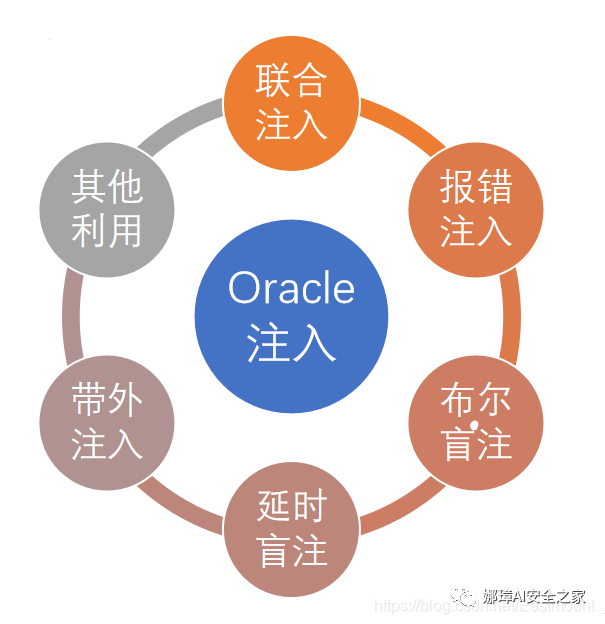 联合
注入
报错
注入
布尔
盲注
延时
盲注
带外
注入
其他
利用
Oracle
注入
娜璋AI安全之家
https://blog.csdn.net/Eastmount